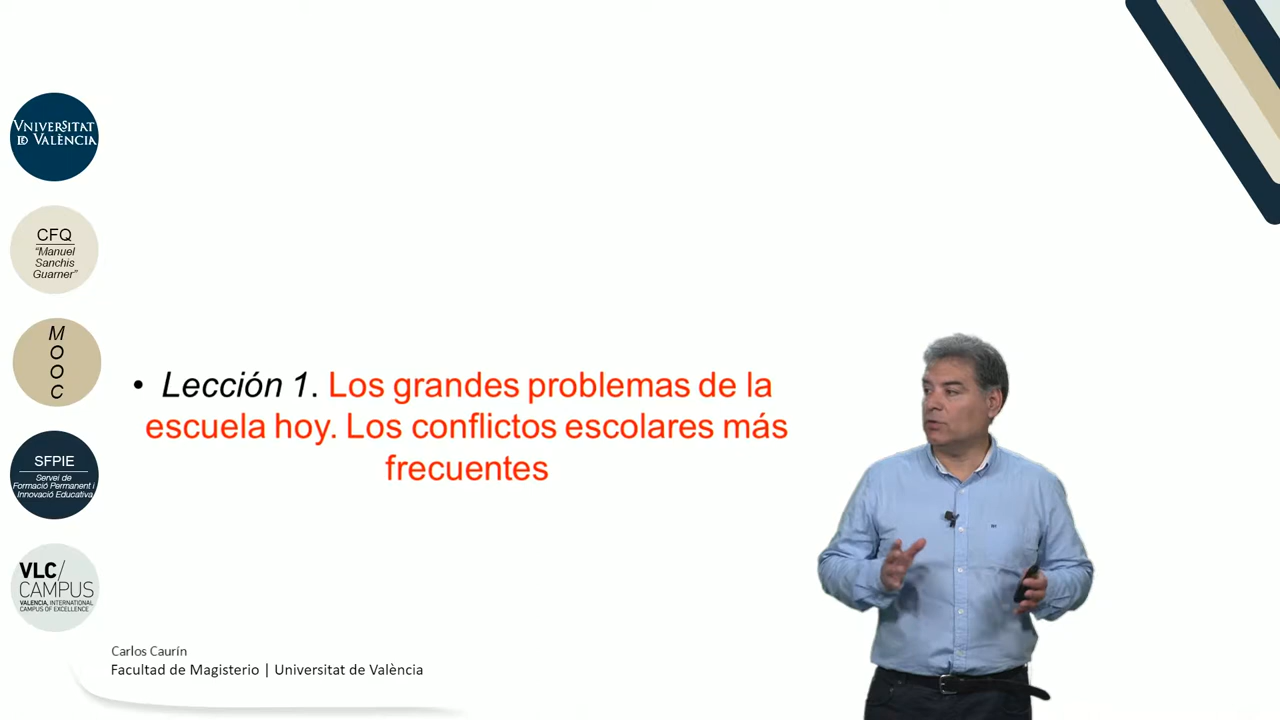 VNIVERSITAT
ID VALÈNCIA
CFQ
"Manuel
Sanchis
Guarner"
M
O
O
C
SFPIE
Servei de
Formació Permanent i
Innovació Educativa
VLC/
CAMPUS
VALENCIA, INTERNATIONAL
CAMPUS OF EXCELLENCE
• Lección 1. Los grandes problemas de la
escuela hoy. Los conflictos escolares más
frecuentes
Carlos Caurín
Facultad de Magisterio | Universitat de València